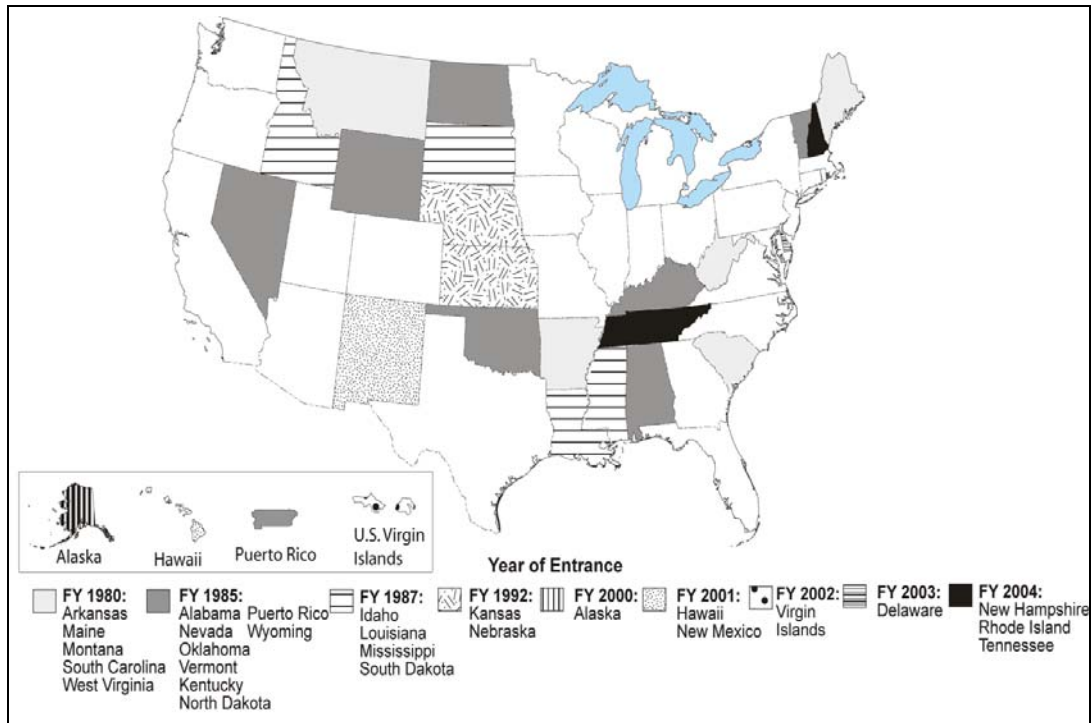 Alaska
Hawaii
Puerto Rico
U.S. Virgin
Islands
Year of Entrance
FY 1980:
Arkansas
Maine
Montana
South Carolina
West Virginia
FY 1985:
Alabama Puerto Rico
Nevada Wyoming
Oklahoma
Vermont
Kentucky
North Dakota
FY 1987:
Idaho
Louisiana
Mississippi
South Dakota
FY 1992:
Kansas
Nebraska
FY 2000:
Alaska
FY 2001:
Hawaii
New Mexico
FY 2002:
Virgin
Islands
FY 2003:
Delaware
FY 2004:
New Hampshire
Rhode Island
Tennessee